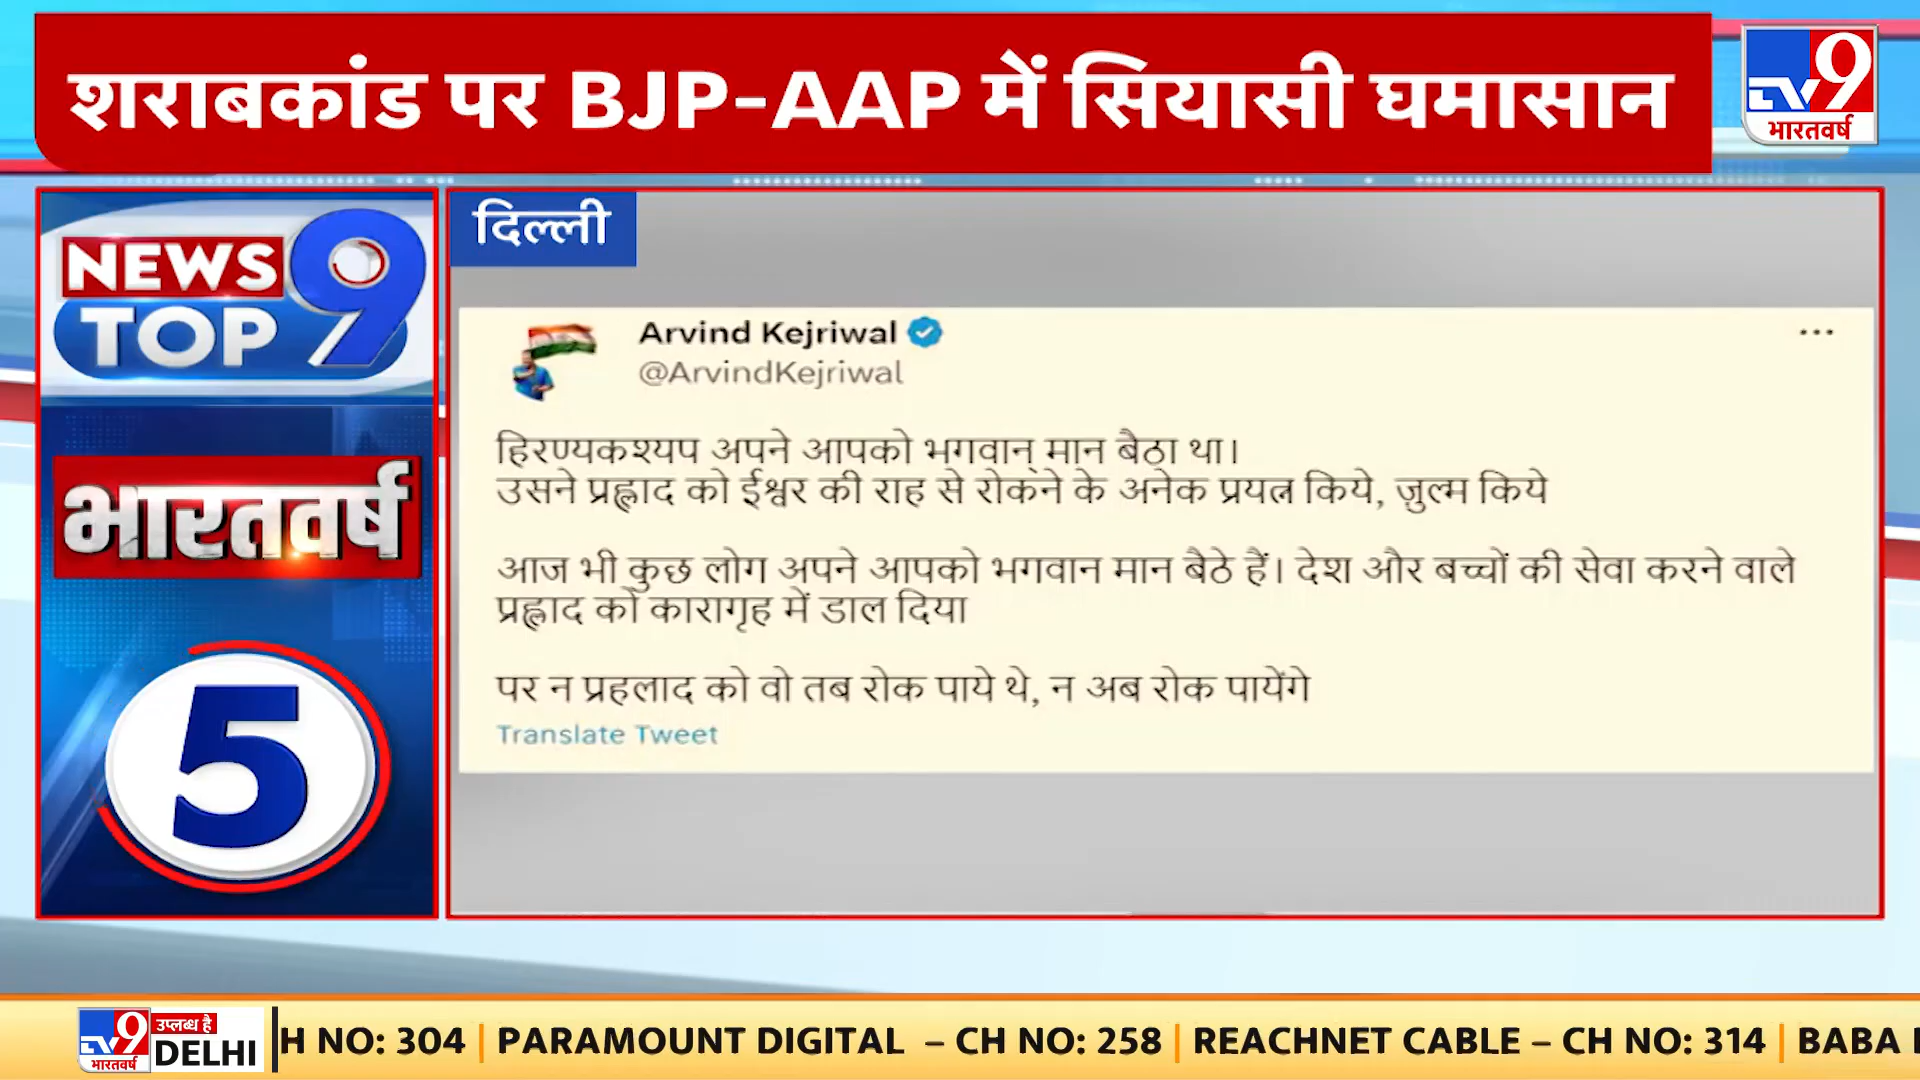 शराबकांड पर BJP-AAP में सियासी घमासान
TV9
भारतवर्ष
NEWS
TOP 9
भारतवर्ष
5
दिल्ली
Arvind Kejriwal
@ArvindKejriwal
हिरण्यकश्यप अपने आपको भगवान् मान बैठा था।
उसने प्रह्लाद को ईश्वर की राह से रोकने के अनेक प्रयत्न किये, ज़ुल्म किये
आज भी कुछ लोग अपने आपको भगवान मान बैठे हैं। देश और बच्चों की सेवा करने वाले
प्रह्लाद को कारागृह में डाल दिया
पर न प्रहलाद को वो तब रोक पाये थे, न अब रोक पायेंगे
Translate Tweet
TV9
भारतवर्ष
उपलब्ध है
DELHI
H NO: 304 | PARAMOUNT DIGITAL – CH NO: 258 | REACHNET CABLE – CH NO: 314 | BABA